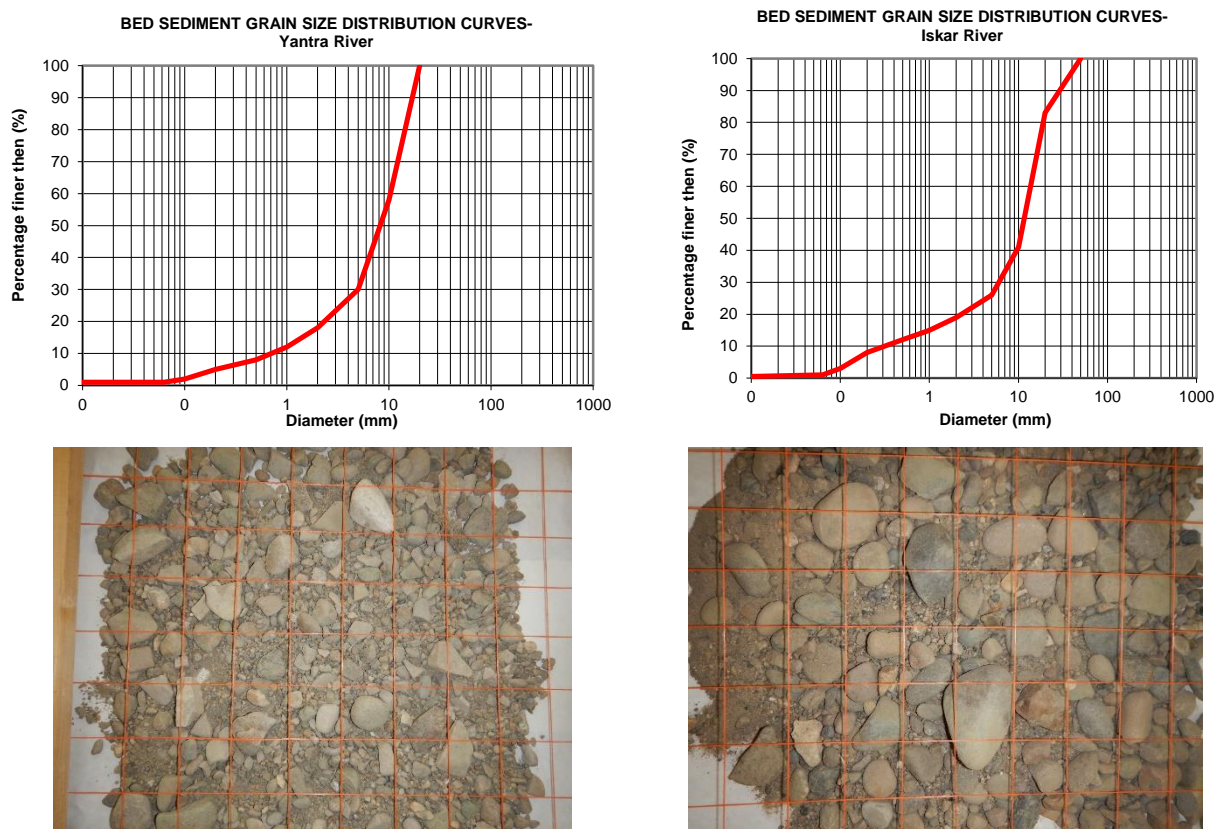 BED SEDIMENT GRAIN SIZE DISTRIBUTION CURVES-
Yantra River
Percentage finer then (%)
100
90
80
70
60
50
40
30
20
10
0
0 0 1 10 100 1000
Diameter (mm)
BED SEDIMENT GRAIN SIZE DISTRIBUTION CURVES-
Iskar River
Percentage finer then (%)
100
90
80
70
60
50
40
30
20
10
0
0 0 1 10 100 1000
Diameter (mm)